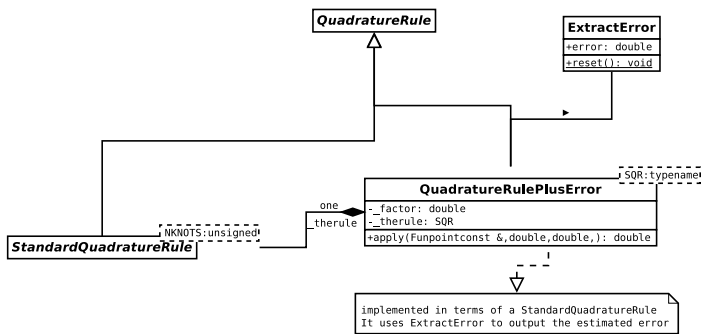 QuadratureRule
ExtractError
+error: double
+reset(): void
SQR:typename
QuadratureRulePlusError
-_factor: double
-_therule: SQR
+apply(Funpointconst &,double,double,): double
one
_therule
NKNOTS:unsigned
StandardQuadratureRule
implemented in terms of a StandardQuadratureRule
It uses ExtractError to output the estimated error